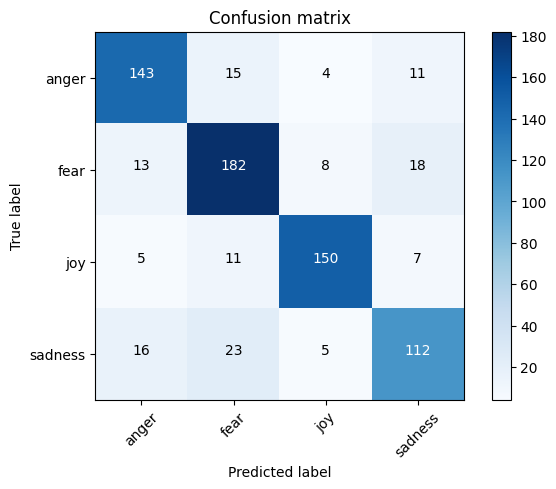 Confusion matrix
True label
anger 143 15 4 11
fear 13 182 8 18
joy 5 11 150 7
sadness 16 23 5 112
anger fear joy sadness
Predicted label
180
160
140
120
100
80
60
40
20